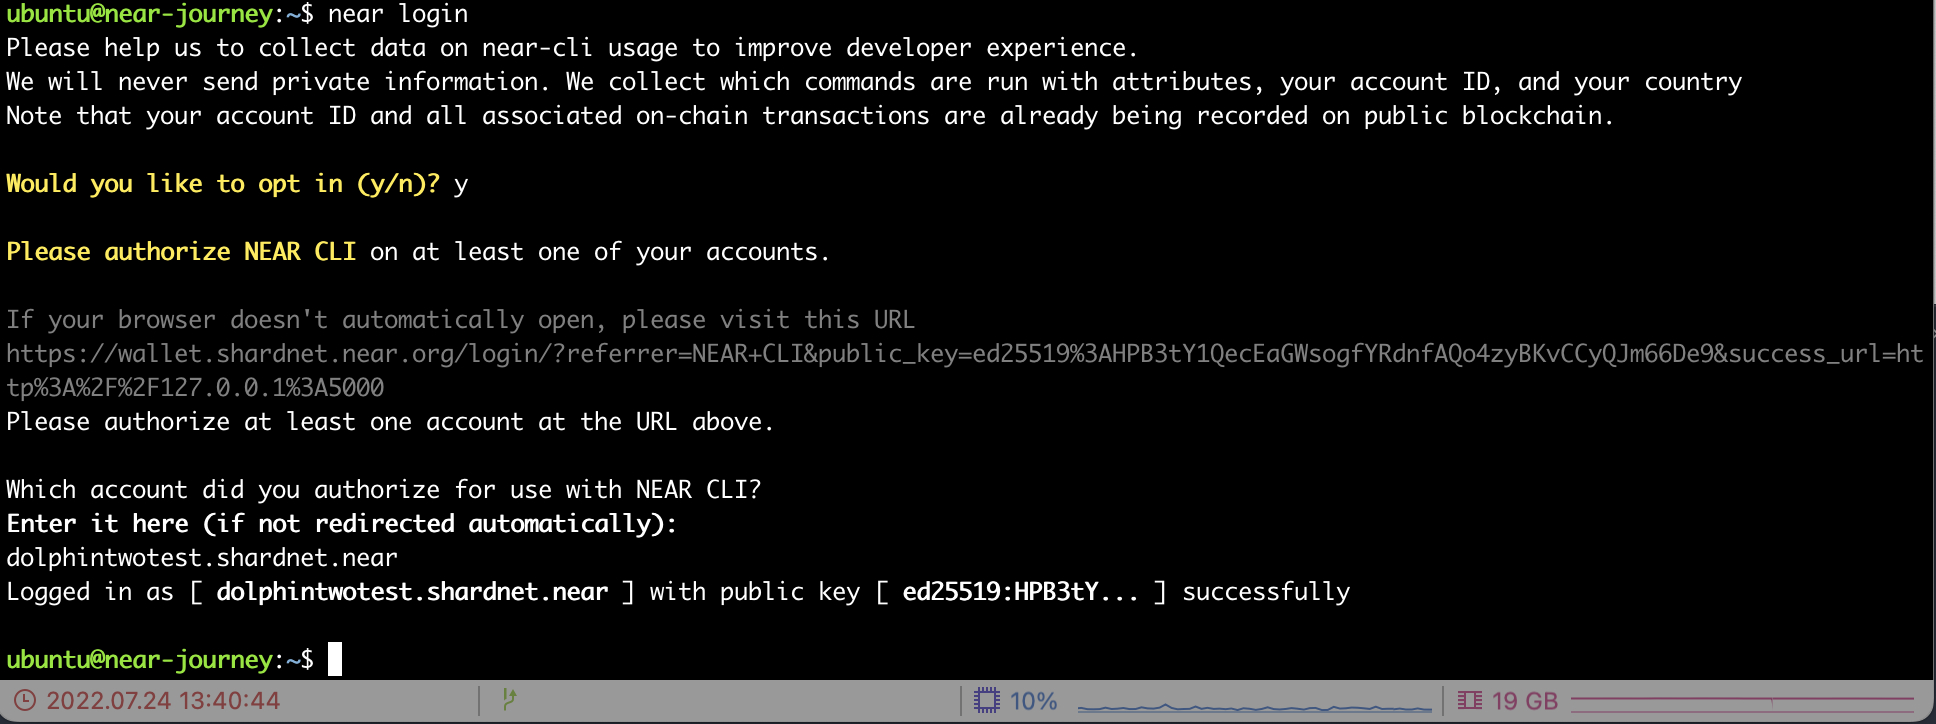 ubuntu@near-journey:~$ near login
Please help us to collect data on near-cli usage to improve developer experience.
We will never send private information. We collect which commands are run with attributes, your account ID, and your country
Note that your account ID and all associated on-chain transactions are already being recorded on public blockchain.
Would you like to opt in (y/n)? y
Please authorize NEAR CLI on at least one of your accounts.
If your browser doesn't automatically open, please visit this URL
https://wallet.shardnet.near.org/login/?referrer=NEAR+CLI&public_key=ed25519%3AHPB3tY1QecEaGWsogfYRdnfAQo4zyBKvCCyQJm66De9&success_url=ht
tp%3A%2F%2F127.0.0.1%3A5000
Please authorize at least one account at the URL above.
Which account did you authorize for use with NEAR CLI?
Enter it here (if not redirected automatically):
dolphintwotest.shardnet.near
Logged in as [ dolphintwotest.shardnet.near ] with public key [ ed25519:HPB3tY... ] successfully
ubuntu@near-journey:~$
2022.07.24 13:40:44 10% 19 GB